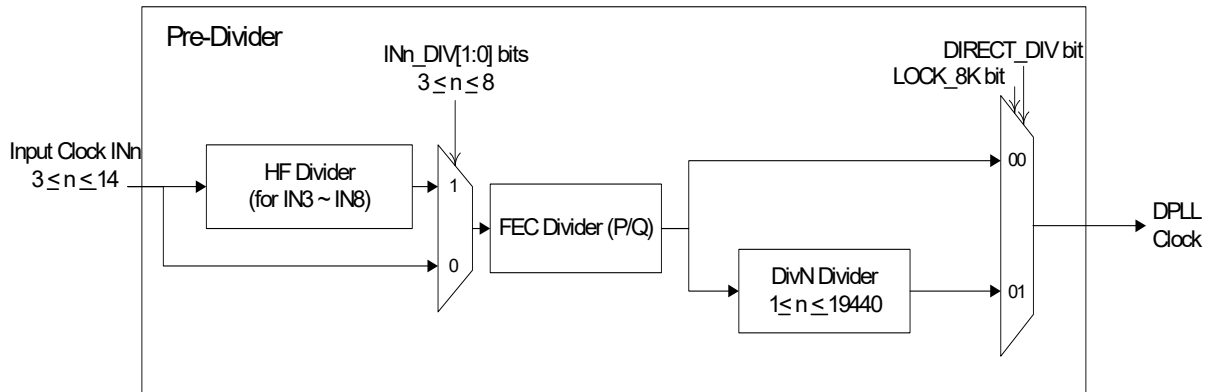 Pre-Divider
INn_DIV[1:0] bits
3 ≤ n ≤ 8
DIRECT_DIV bit
LOCK_8K bit
Input Clock INn
3 ≤ n ≤ 14
HF Divider
(for IN3 ~ IN8)
1
0
FEC Divider (P/Q)
00
DPLL
Clock
DivN Divider
1≤ n ≤ 19440
01